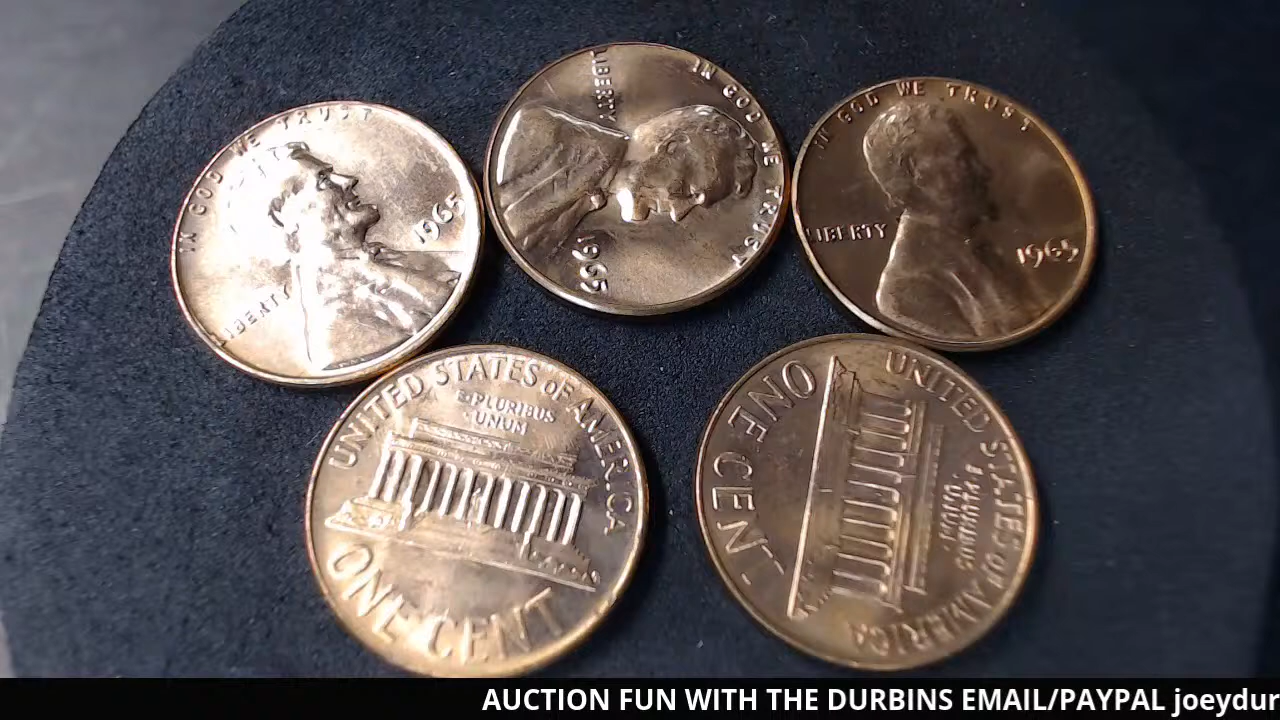 IN GOD WE TRUST
LIBERTY
1965
LIBERTY
IN GOD WE TRUST
1965
IN GOD WE TRUST
LIBERTY
1965
UNITED STATES OF AMERICA
E·PLURIBUS
·UNUM·
ONE CENT
UNITED STATES OF AMERICA
E·PLURIBUS
·UNUM·
ONE CENT
AUCTION FUN WITH THE DURBINS EMAIL/PAYPAL joeydur